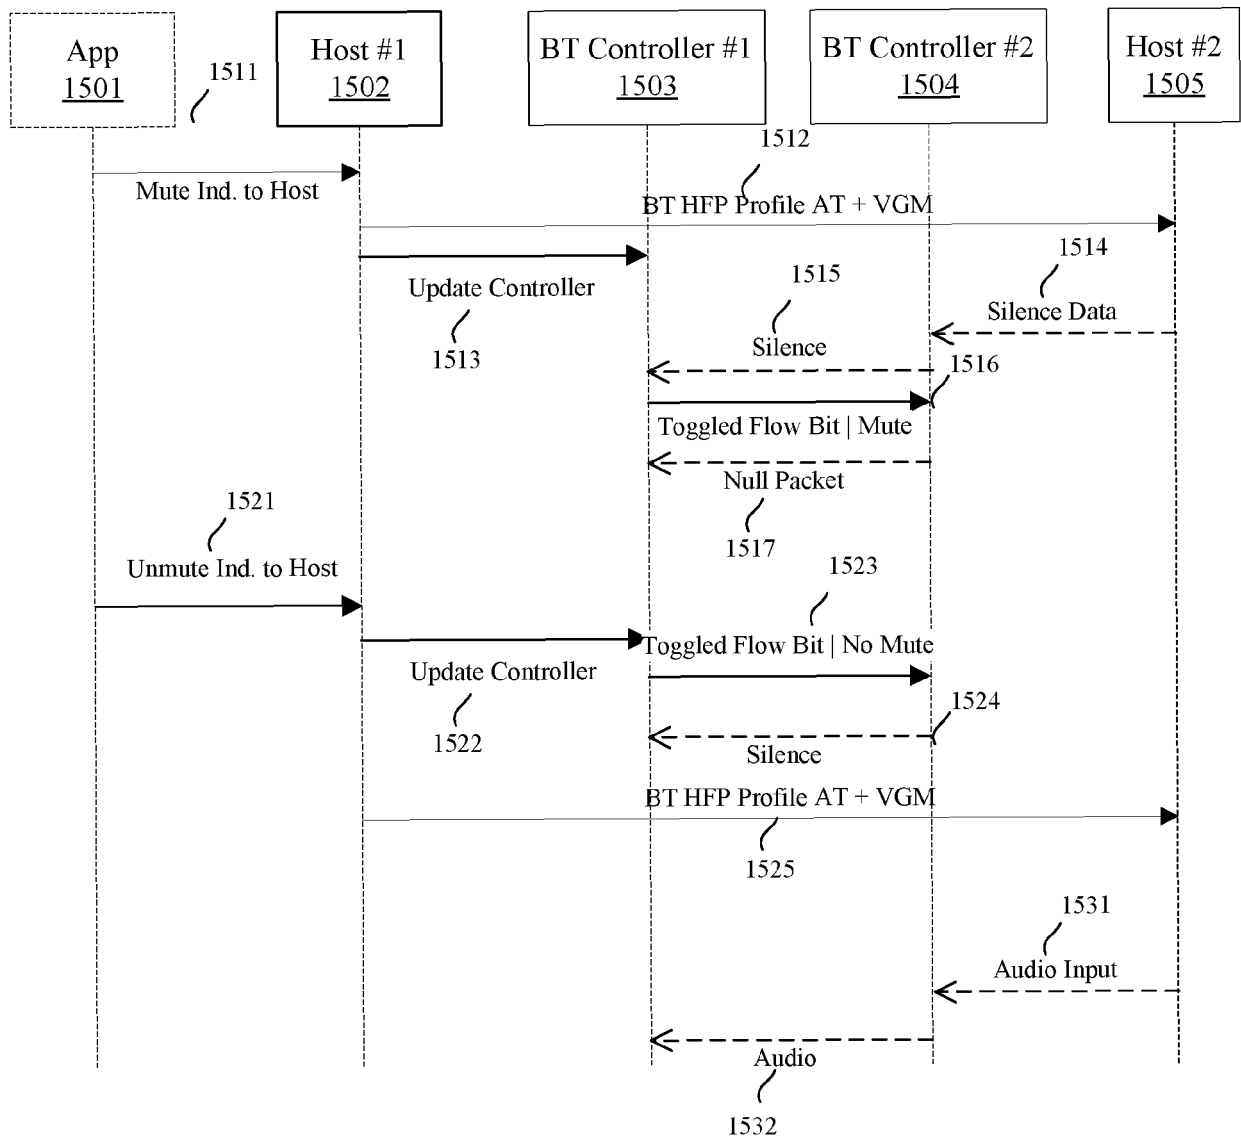 App
1501
Host #1
1502
BT Controller #1
1503
BT Controller #2
1504
Host #2
1505
1511
Mute Ind. to Host
1512
BT HFP Profile AT + VGM
Update Controller
1513
1514
Silence Data
1515
Silence
1516
Toggled Flow Bit | Mute
Null Packet
1517
1521
Unmute Ind. to Host
1523
Toggled Flow Bit | No Mute
Update Controller
1522
1524
Silence
BT HFP Profile AT + VGM
1525
1531
Audio Input
Audio
1532